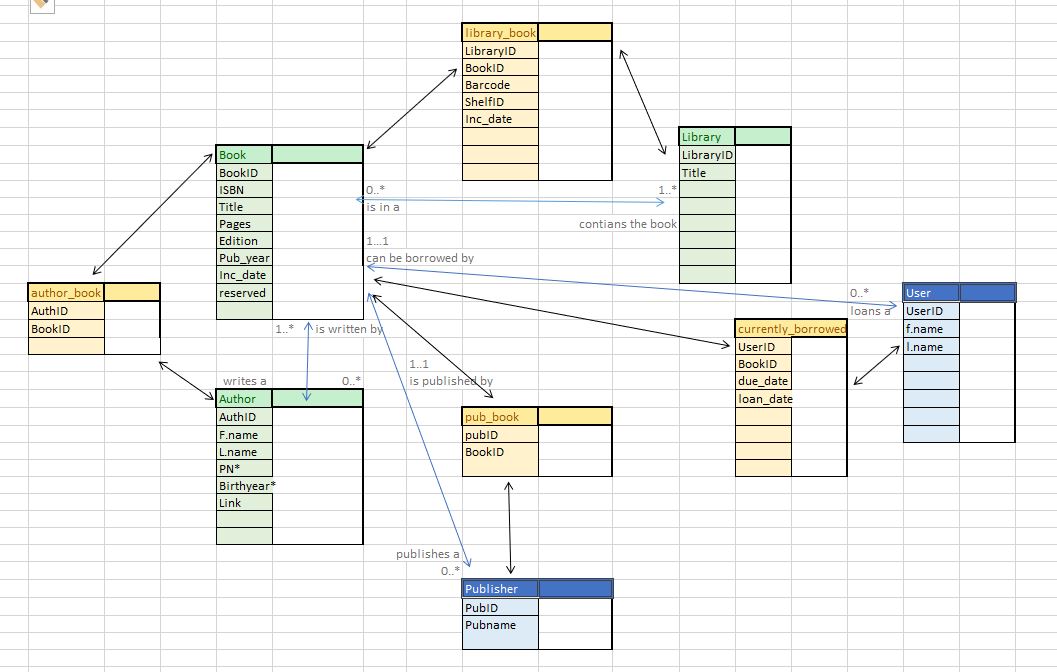 library_book
LibraryID
BookID
Barcode
ShelfID
Inc_date
Library
LibraryID
Title
Book
BookID
ISBN
Title
Pages
Edition
Pub_year
Inc_date
reserved
0..*
1..*
is in a
contians the book
1...1
can be borrowed by
0..*
loans a
User
UserID
f.name
l.name
author_book
AuthID
BookID
currently_borrowed
UserID
BookID
due_date
loan_date
1..*
is written by
writes a
0..*
1..1
is published by
Author
AuthID
F.name
L.name
PN*
Birthyear*
Link
pub_book
pubID
BookID
publishes a
0..*
Publisher
PubID
Pubname